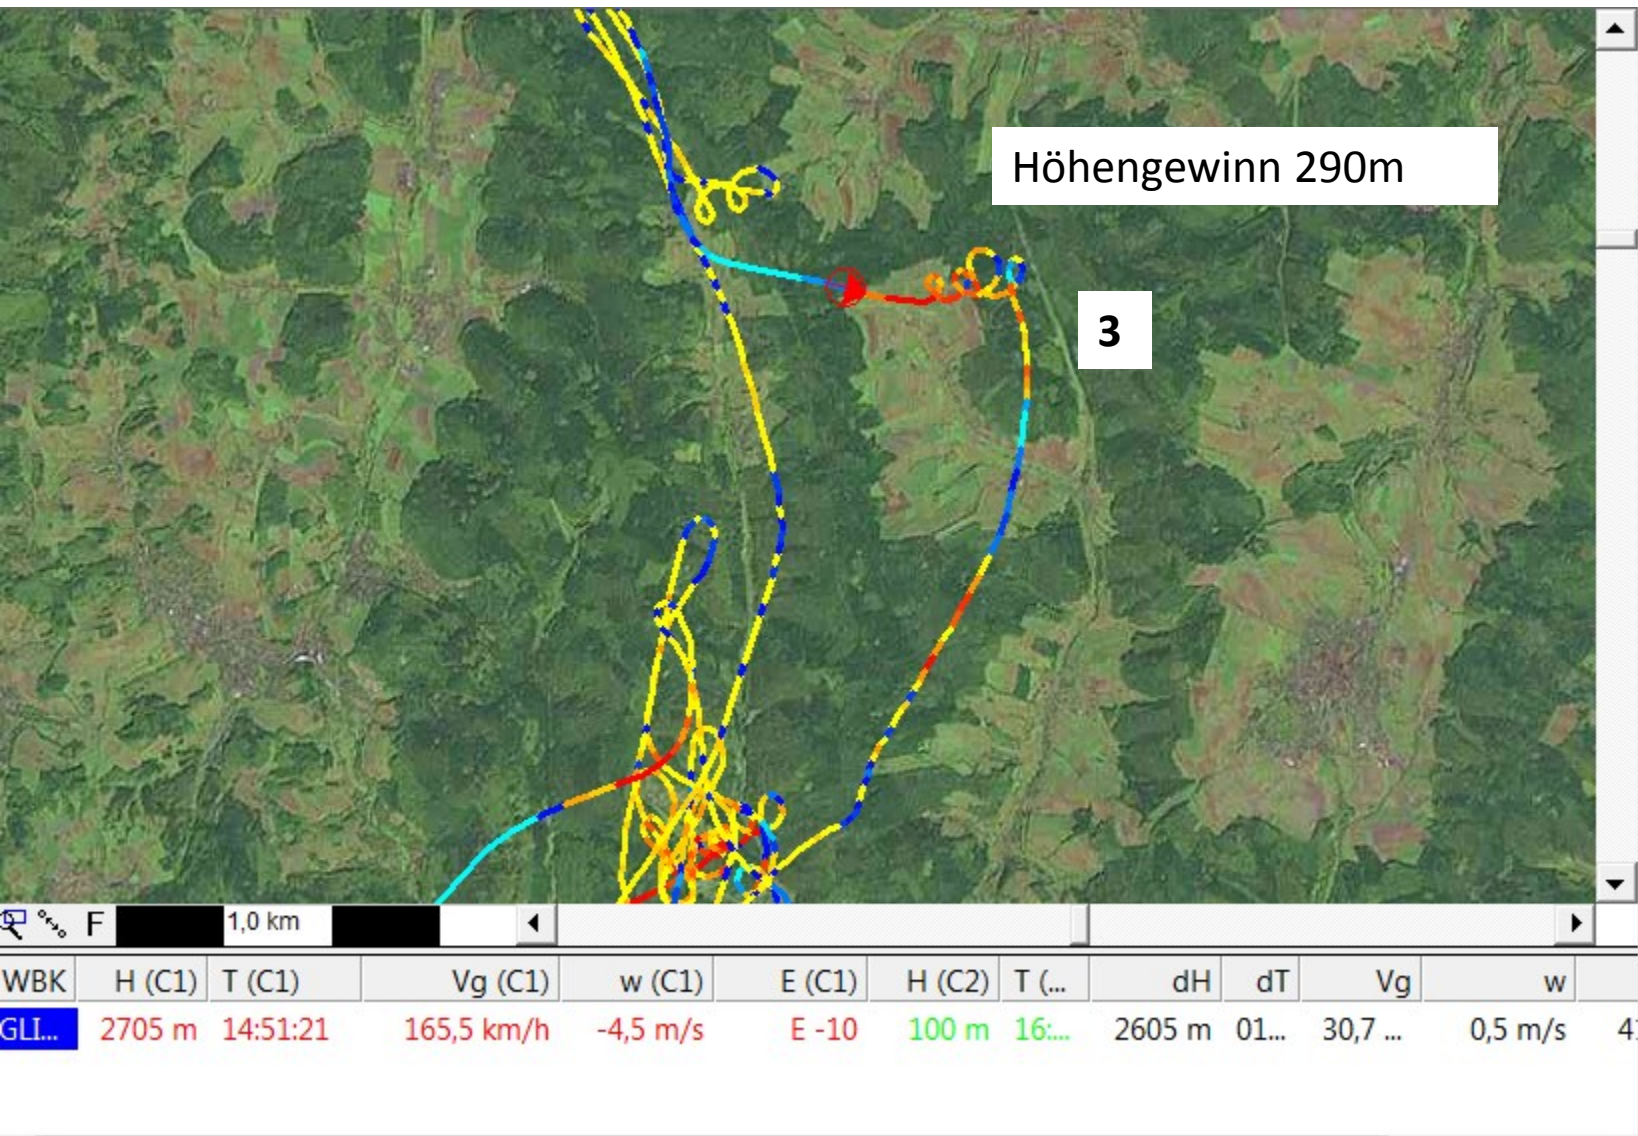 Höhengewinn 290m
3
F 1,0 km
WBK H (C1) T (C1) Vg (C1) w (C1) E (C1) H (C2) T (... dH dT Vg w
GLI... 2705 m 14:51:21 165,5 km/h -4,5 m/s E -10 100 m 16:... 2605 m 01... 30,7 ... 0,5 m/s 41